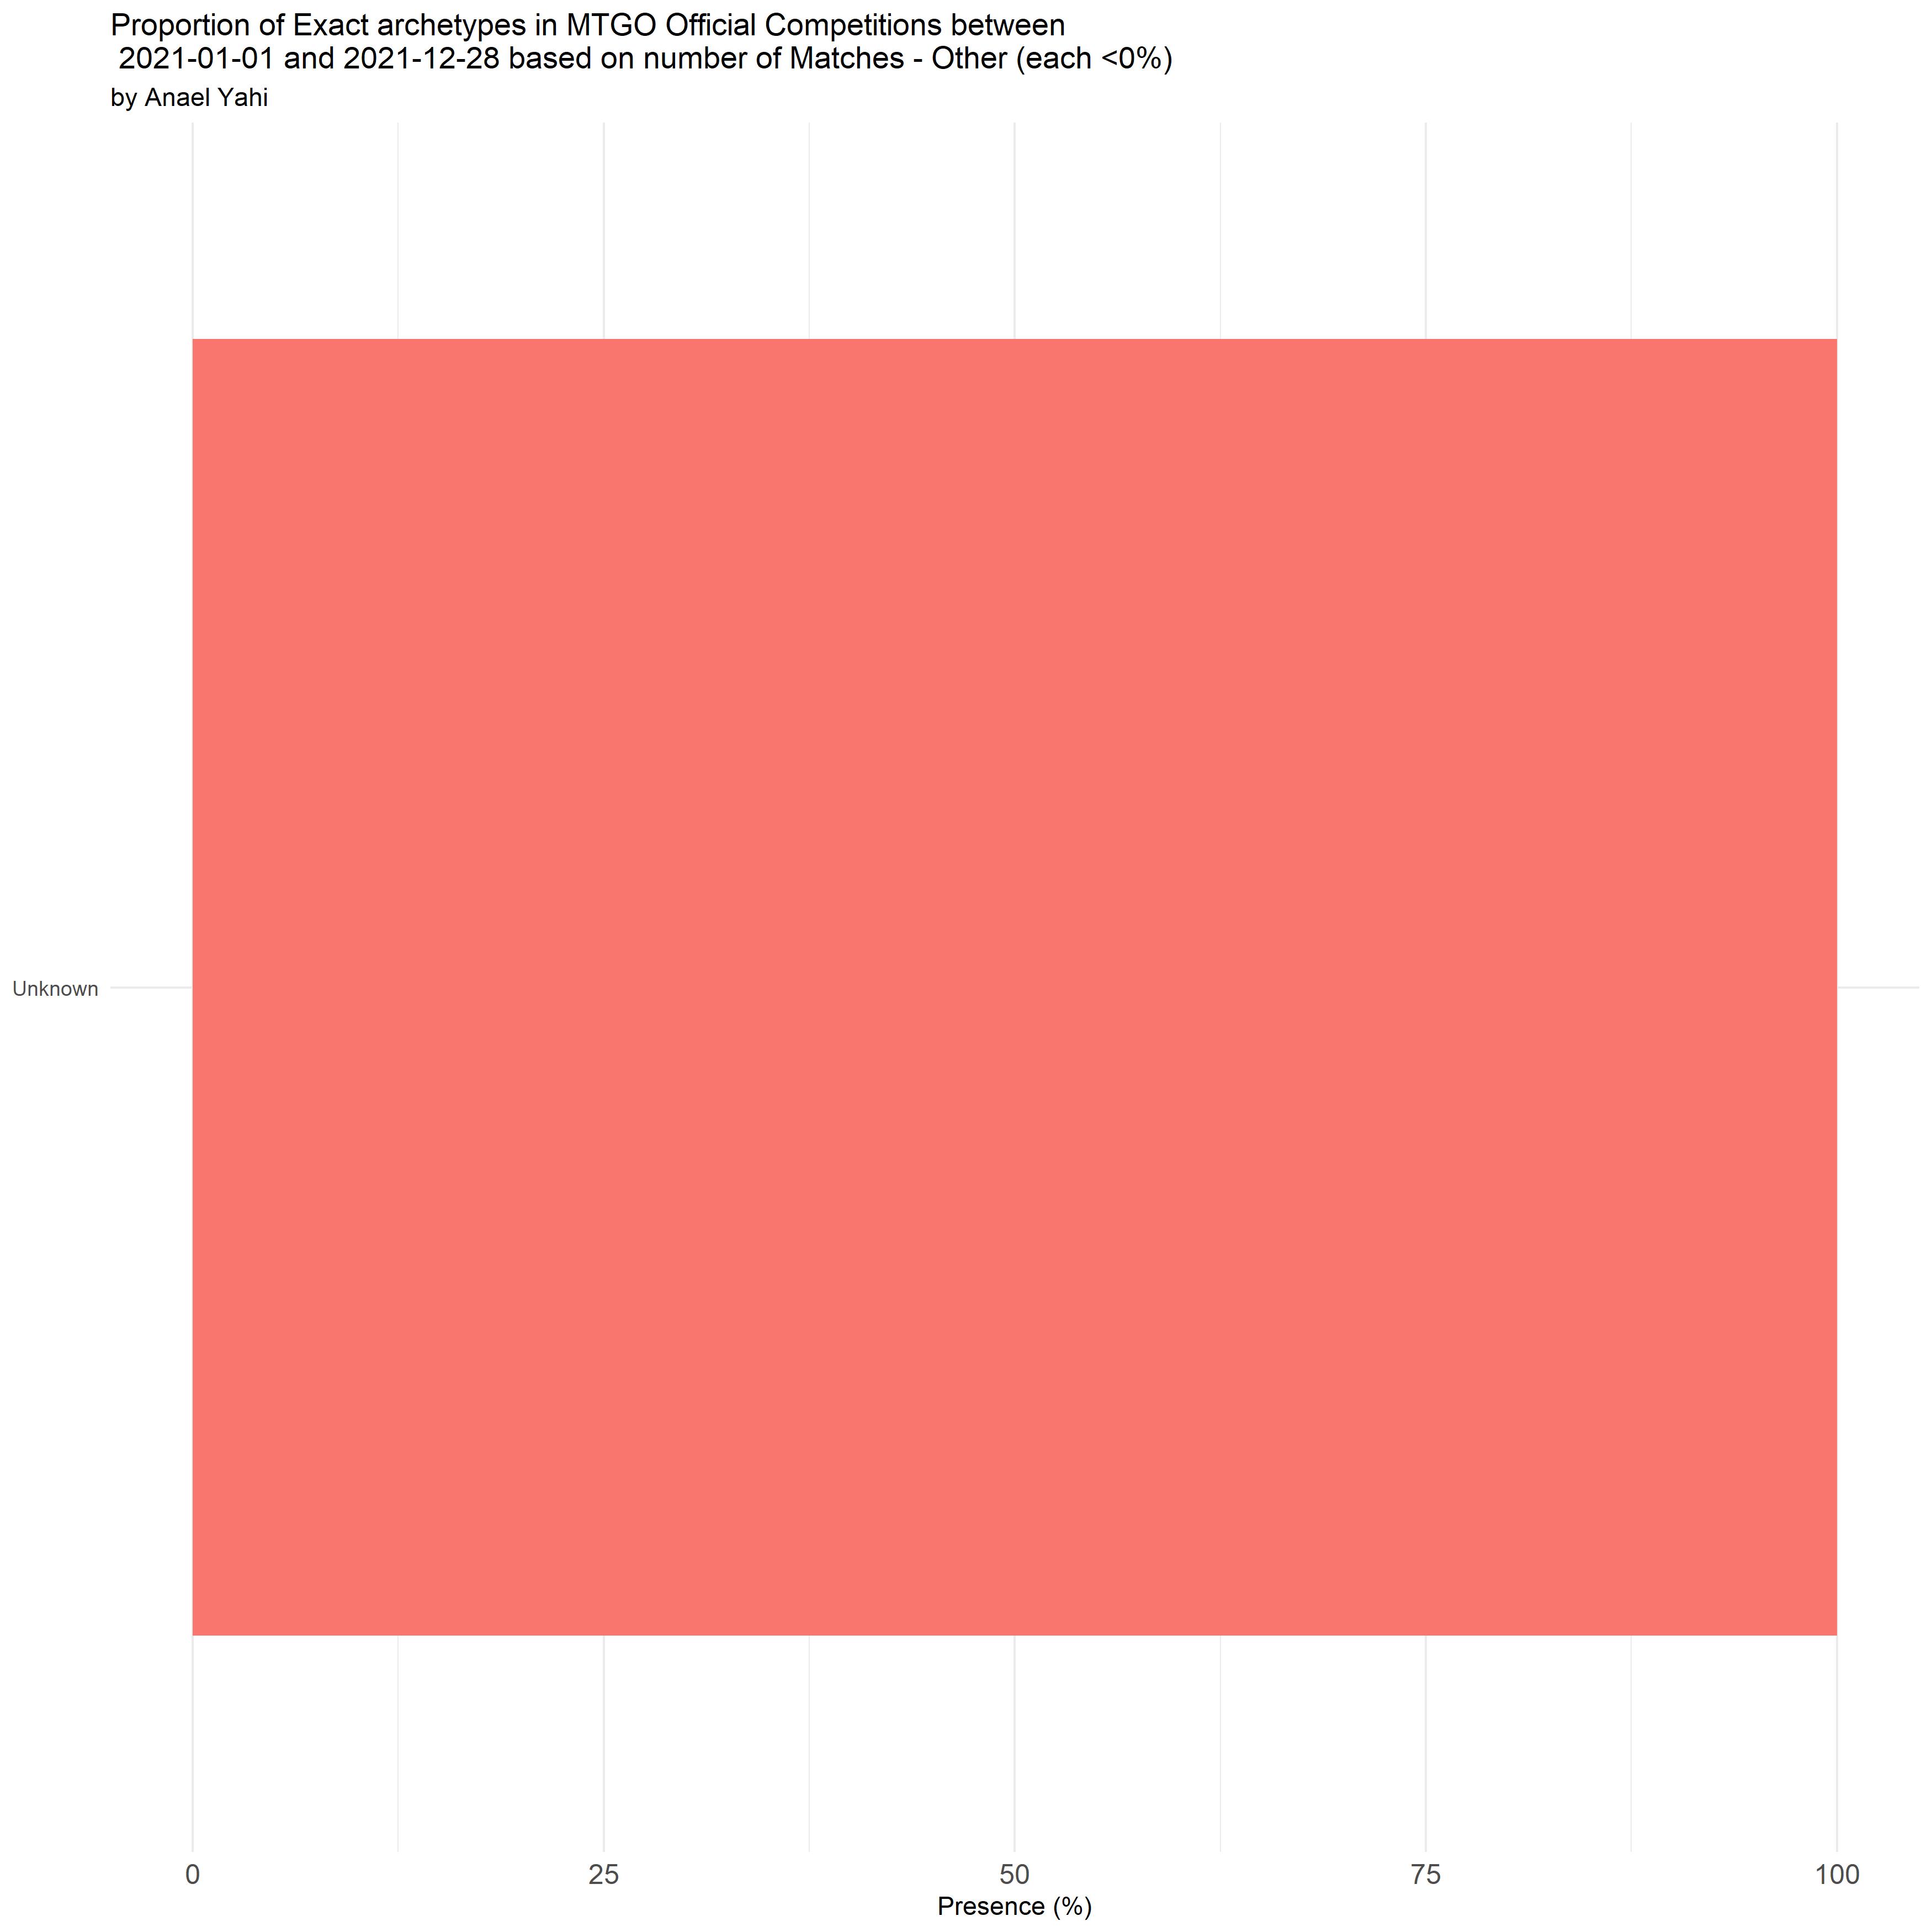 Proportion of Exact archetypes in MTGO Official Competitions between
2021-01-01 and 2021-12-28 based on number of Matches - Other (each <0%)
by Anael Yahi
Unknown
0 25 50 75 100
Presence (%)